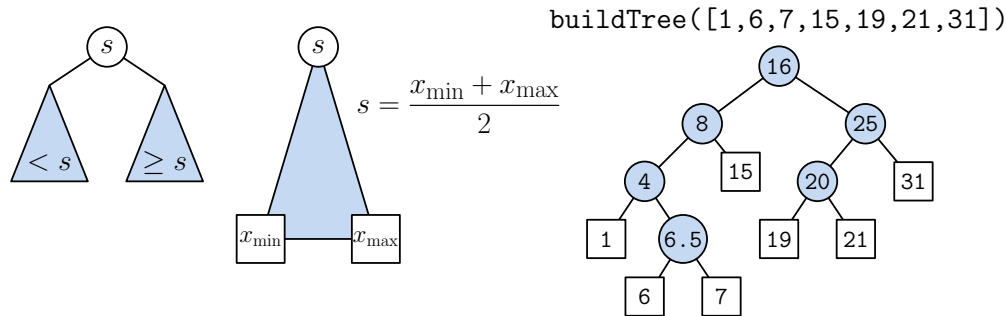 buildTree([1,6,7,15,19,21,31])
s
< s
≥ s
s
s = (x_min + x_max) / 2
x_min
x_max
16
8
25
4
15
20
31
1
6.5
19
21
6
7